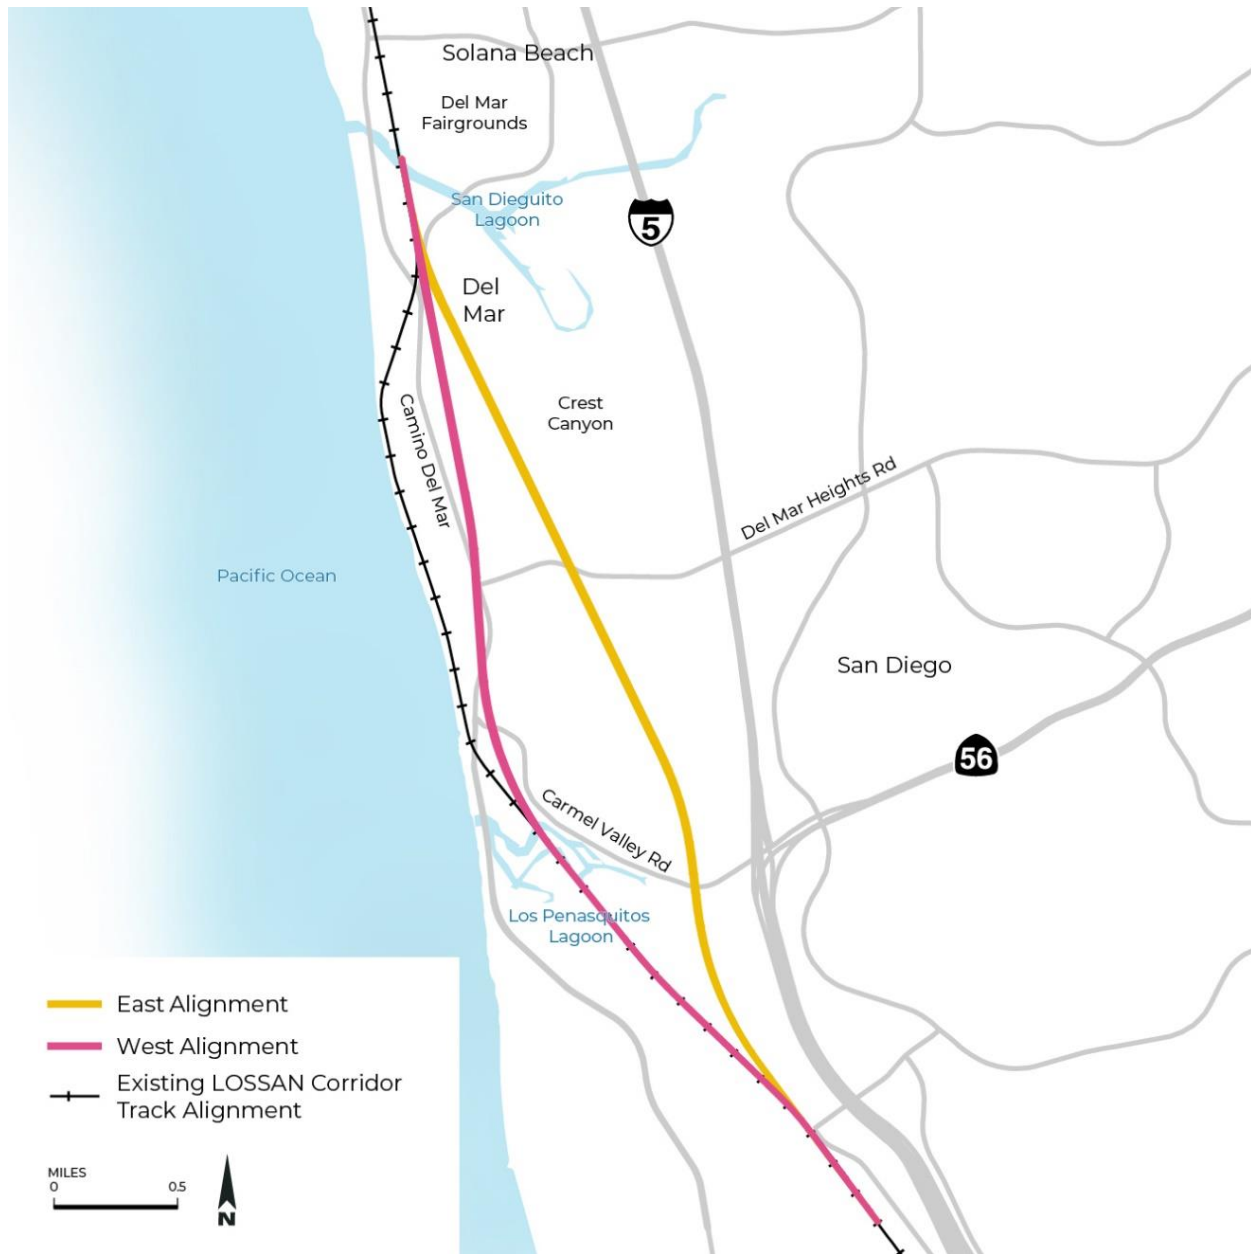 Solana Beach
Del Mar
Fairgrounds
San Dieguito
Lagoon
5
Del
Mar
Crest
Canyon
Camino Del Mar
Del Mar Heights Rd
Pacific Ocean
San Diego
56
Carmel Valley Rd
Los Penasquitos
Lagoon
East Alignment
West Alignment
Existing LOSSAN Corridor
Track Alignment
MILES
0 0.5
N